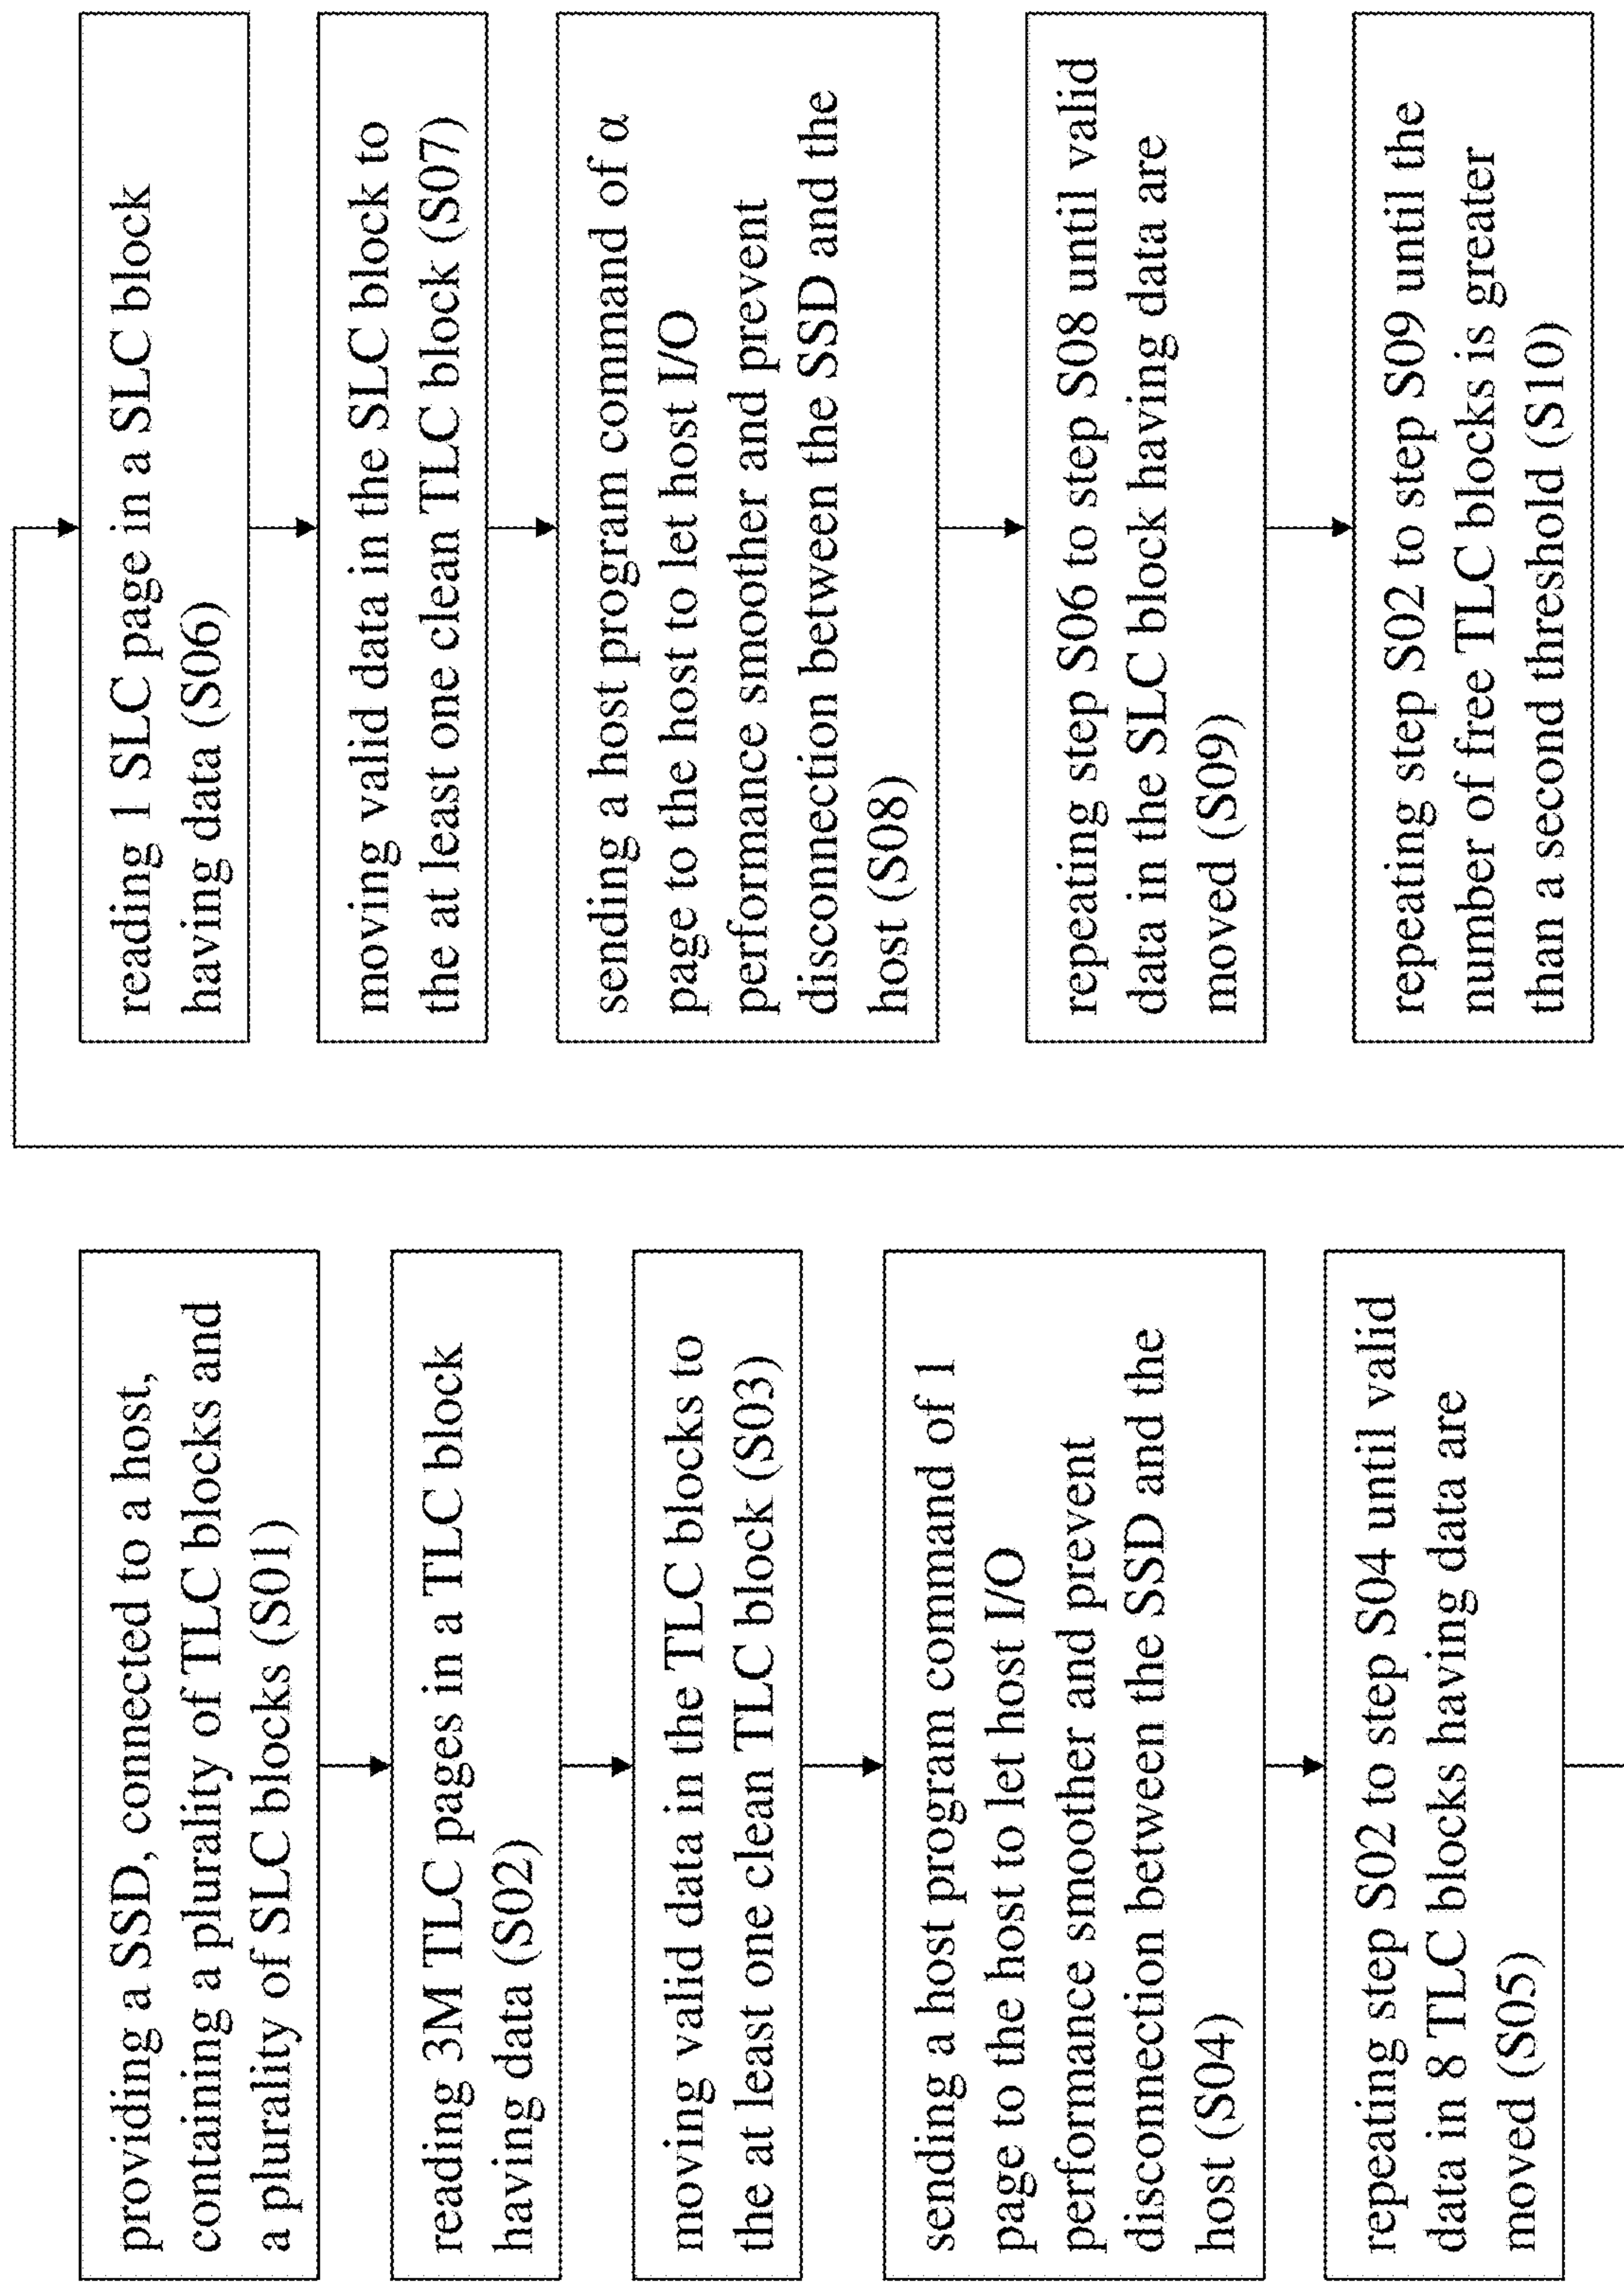 providing a SSD, connected to a host,
containing a plurality of TLC blocks and
a plurality of SLC blocks (S01)
reading 3M TLC pages in a TLC block
having data (S02)
moving valid data in the TLC blocks to
the at least one clean TLC block (S03)
sending a host program command of 1
page to the host to let host I/O
performance smoother and prevent
disconnection between the SSD and the
host (S04)
repeating step S02 to step S04 until valid
data in 8 TLC blocks having data are
moved (S05)
reading 1 SLC page in a SLC block
having data (S06)
moving valid data in the SLC block to
the at least one clean TLC block (S07)
sending a host program command of α
page to the host to let host I/O
performance smoother and prevent
disconnection between the SSD and the
host (S08)
repeating step S06 to step S08 until valid
data in the SLC block having data are
moved (S09)
repeating step S02 to step S09 until the
number of free TLC blocks is greater
than a second threshold (S10)